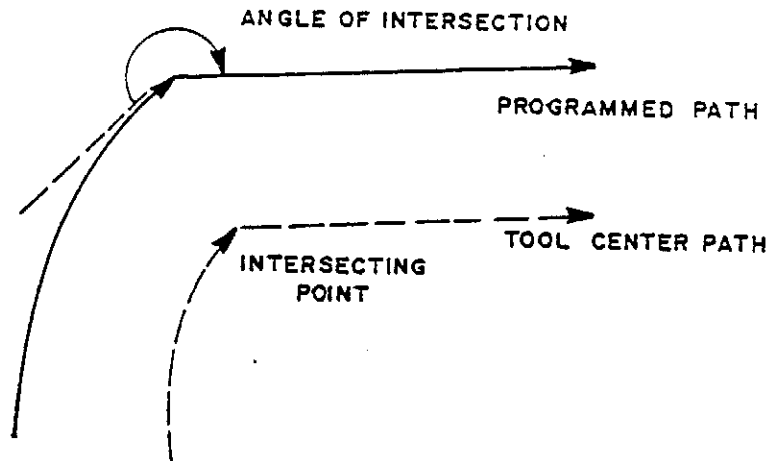 ANGLE OF INTERSECTION
PROGRAMMED PATH
TOOL CENTER PATH
INTERSECTING
POINT